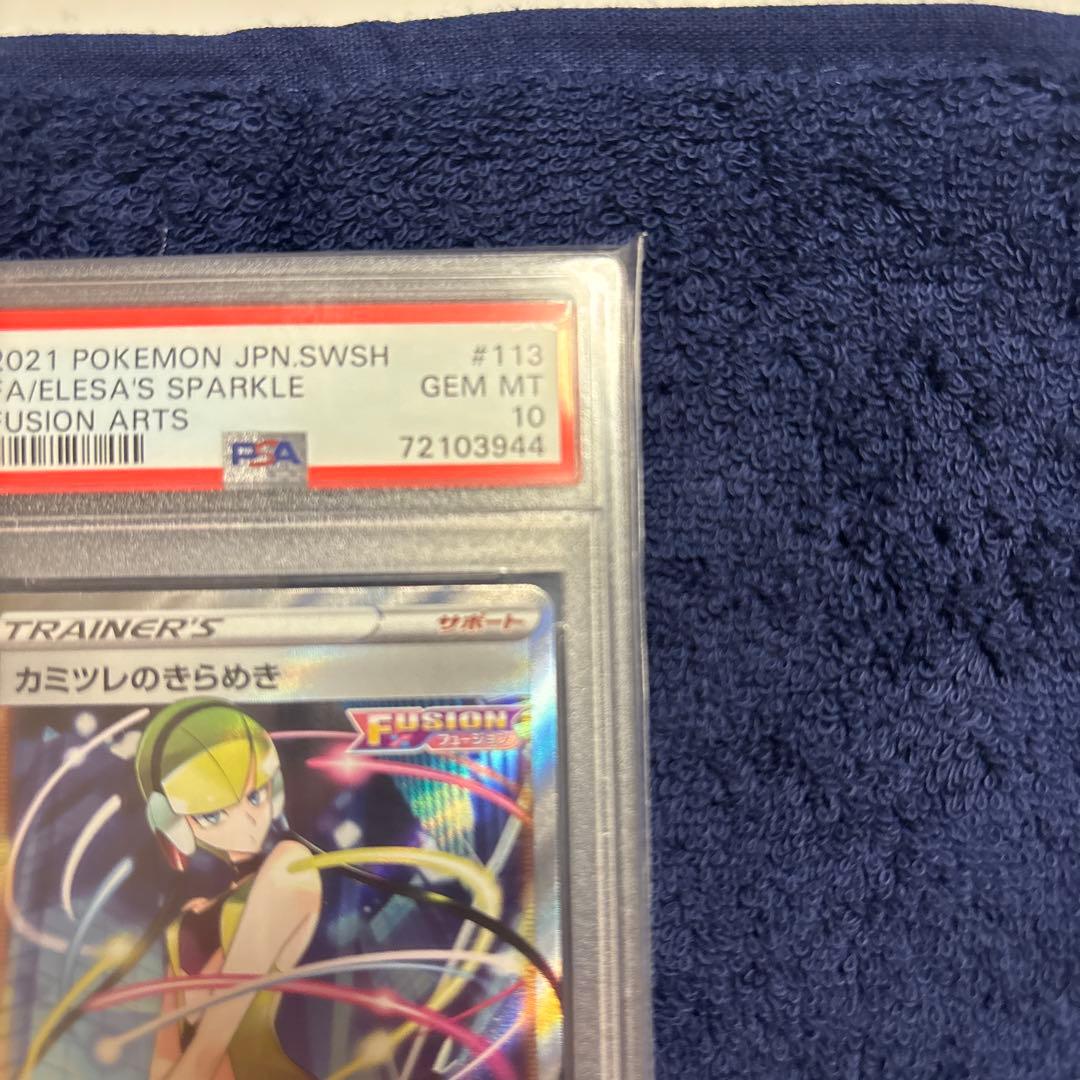 2021 POKEMON JPN.SWSH #113
FA/ELESA'S SPARKLE GEM MT
FUSION ARTS 10
PSA 72103944
TRAINER'S サポート
カミツレのきらめき
FUSION
フュージョン